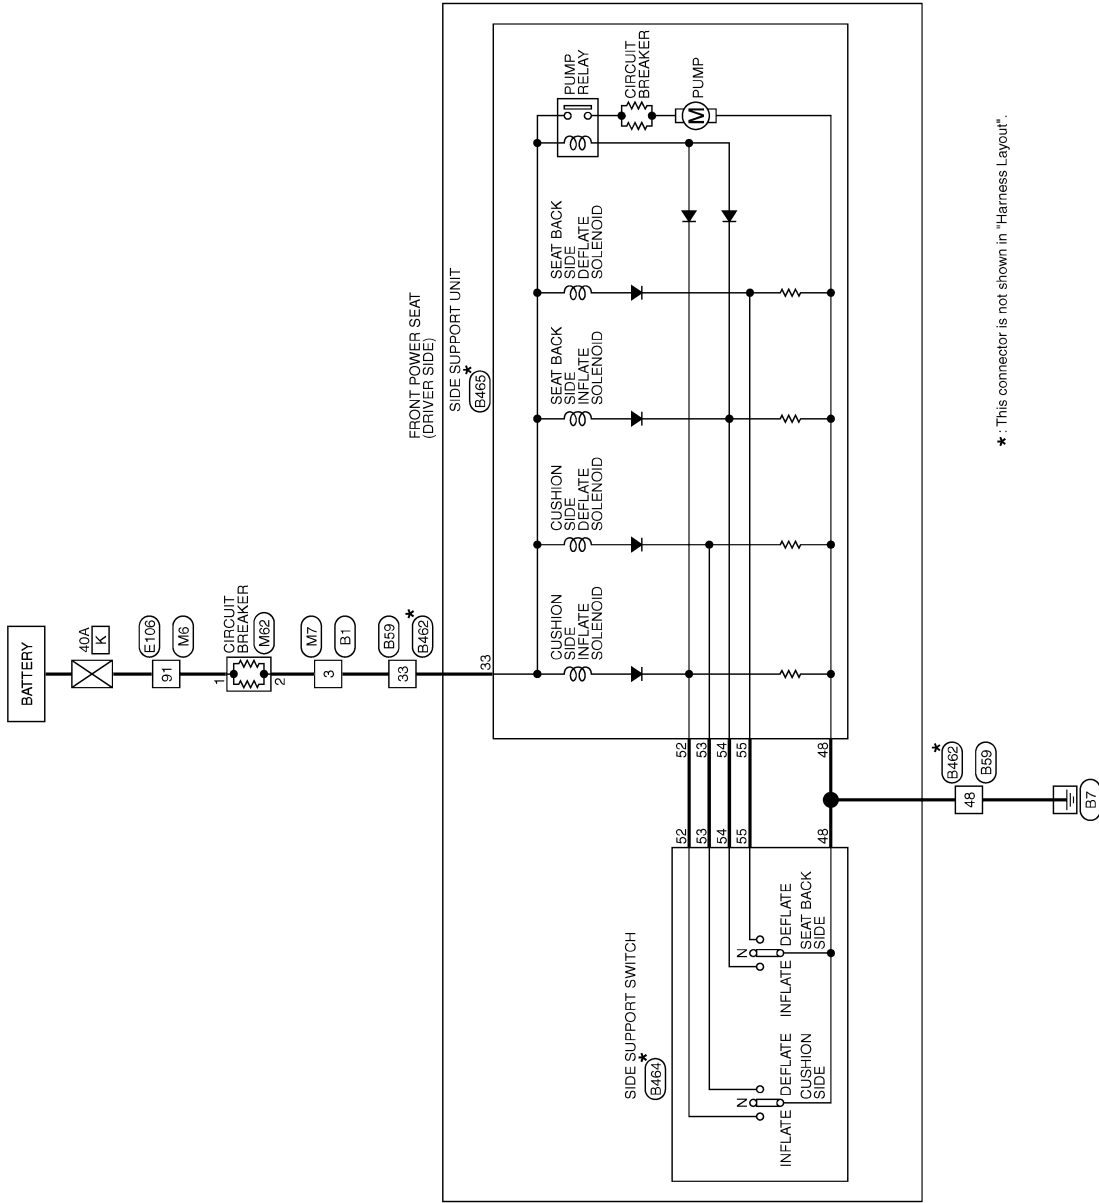 BATTERY
40A
K
91
E106
M6
1
2
CIRCUIT
BREAKER
M62
3
M7
B1
33
B59
B462
*
33
FRONT POWER SEAT
(DRIVER SIDE)
SIDE SUPPORT UNIT
B465
*
CUSHION
SIDE
INFLATE
SOLENOID
CUSHION
SIDE
DEFLATE
SOLENOID
SEAT BACK
SIDE
INFLATE
SOLENOID
SEAT BACK
SIDE
DEFLATE
SOLENOID
PUMP
RELAY
CIRCUIT
BREAKER
M
PUMP
52
53
54
55
48
52
53
54
55
48
SIDE SUPPORT SWITCH
B464
*
N
INFLATE
DEFLATE
CUSHION
SIDE
N
INFLATE
DEFLATE
SEAT BACK
SIDE
48
B462
*
B59
B7
* : This connector is not shown in "Harness Layout".